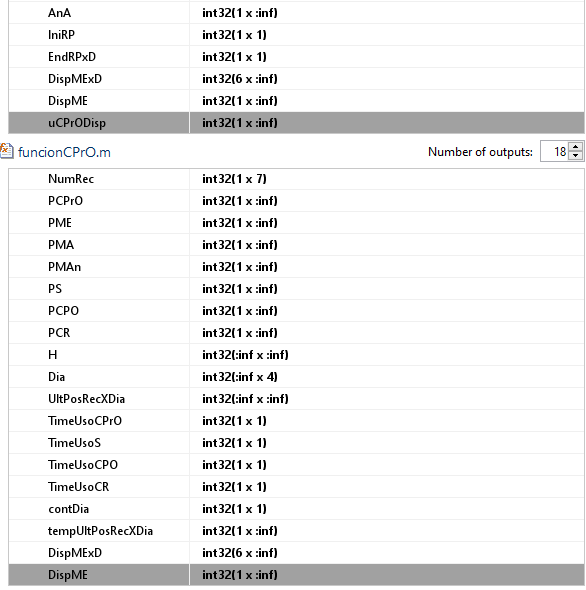 AnA int32(1 x :inf)
IniRP int32(1 x 1)
EndRPxD int32(1 x 1)
DispMExD int32(6 x :inf)
DispME int32(1 x :inf)
uCPrODisp int32(1 x :inf)
funcionCPrO.m Number of outputs: 18
NumRec int32(1 x 7)
PCPrO int32(1 x :inf)
PME int32(1 x :inf)
PMA int32(1 x :inf)
PMAn int32(1 x :inf)
PS int32(1 x :inf)
PCPO int32(1 x :inf)
PCR int32(1 x :inf)
H int32(:inf x :inf)
Dia int32(:inf x 4)
UltPosRecXDia int32(:inf x :inf)
TimeUsoCPrO int32(1 x 1)
TimeUsoS int32(1 x 1)
TimeUsoCPO int32(1 x 1)
TimeUsoCR int32(1 x 1)
contDia int32(1 x 1)
tempUltPosRecXDia int32(1 x :inf)
DispMExD int32(6 x :inf)
DispME int32(1 x :inf)